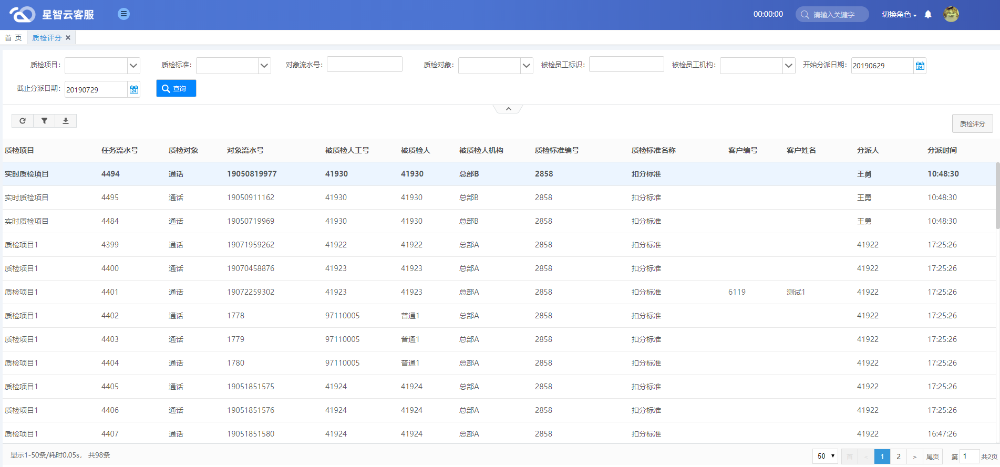 星智云客服 00:00:00 请输入关键字 切换角色
首 页 质检评分
质检项目： 质检标准： 对象流水号： 质检对象： 被检员工标识： 被检员工机构： 开始分派日期： 20190629 24
截止分派日期： 20190729 24 查询
质检评分
质检项目 任务流水号 质检对象 对象流水号 被质检人工号 被质检人 被质检人机构 质检标准编号 质检标准名称 客户编号 客户姓名 分派人 分派时间
实时质检项目 4494 通话 19050819977 41930 41930 总部B 2858 扣分标准 王勇 10:48:30
实时质检项目 4495 通话 19050911162 41930 41930 总部B 2858 扣分标准 王勇 10:48:30
实时质检项目 4484 通话 19050719969 41930 41930 总部B 2858 扣分标准 王勇 10:48:30
质检项目1 4399 通话 19071959262 41922 41922 总部A 2858 扣分标准 41922 17:25:26
质检项目1 4400 通话 19070458876 41923 41923 总部A 2858 扣分标准 41922 17:25:26
质检项目1 4401 通话 19072259302 41923 41923 总部A 2858 扣分标准 6119 测试1 41922 17:25:26
质检项目1 4402 通话 1778 97110005 普通1 总部A 2858 扣分标准 41922 17:25:26
质检项目1 4403 通话 1779 97110005 普通1 总部A 2858 扣分标准 41922 17:25:26
质检项目1 4404 通话 1780 97110005 普通1 总部A 2858 扣分标准 41922 17:25:26
质检项目1 4405 通话 19051851575 41924 41924 总部A 2858 扣分标准 41922 17:25:26
质检项目1 4406 通话 19051851576 41924 41924 总部A 2858 扣分标准 41922 17:25:26
质检项目1 4407 通话 19051851580 41924 41924 总部A 2858 扣分标准 41922 16:47:26
显示1-50条/耗时0.05s， 共98条 50 首 < 1 2 > 尾页 第 1 共2页